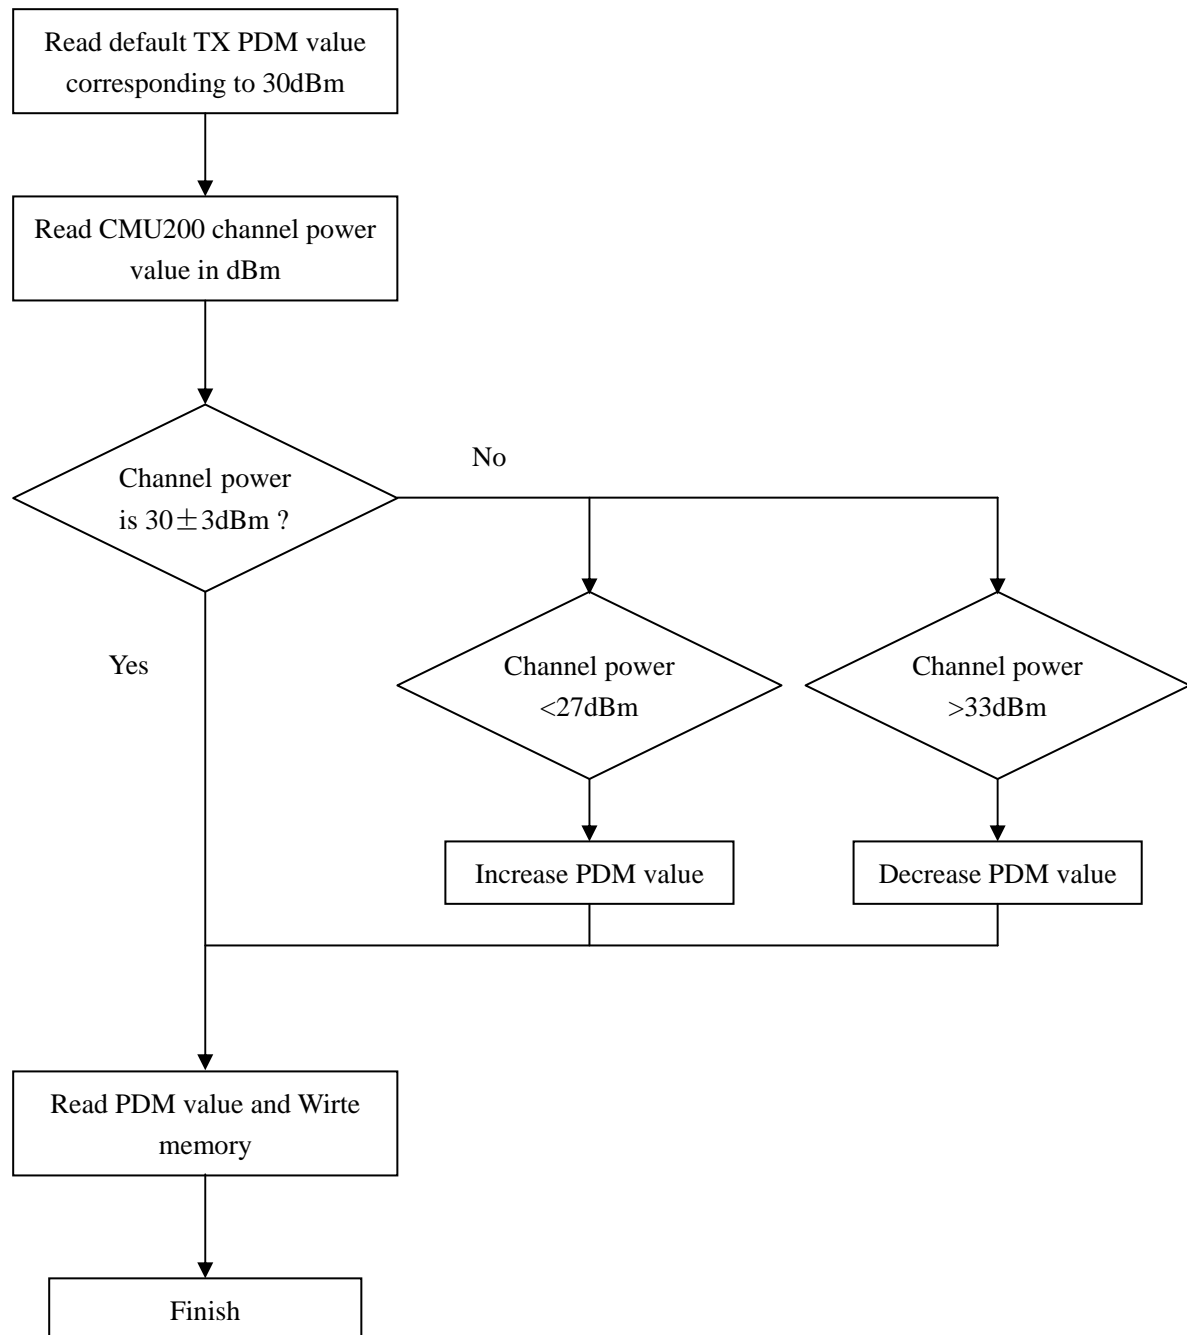 Read default TX PDM value
corresponding to 30dBm
Read CMU200 channel power
value in dBm
Channel power
is 30±3dBm ?
No
Yes
Channel power
<27dBm
Channel power
>33dBm
Increase PDM value
Decrease PDM value
Read PDM value and Wirte
memory
Finish